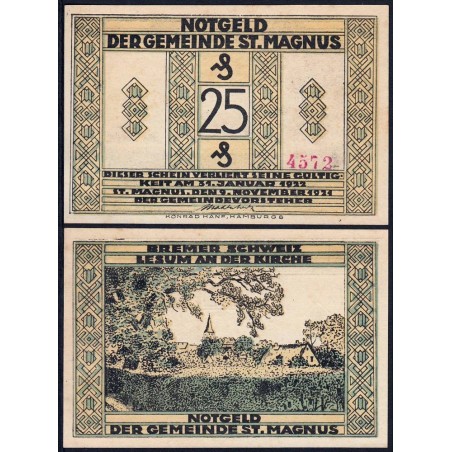 NOTGELD
DER GEMEINDE ST. MAGNUS
25
4572
DIESER SCHEIN VERLIERT SEINE GÜLTIG-
KEIT AM 31. JANUAR 1922
ST. MAGNUS, DEN NOVEMBER 1921
DER GEMEINDEVORSTEHER
KONRAD HANF, HAMBURG 8
BREMER SCHWEIZ
LESUM AN DER KIRCHE
NOTGELD
DER GEMEINDE ST. MAGNUS